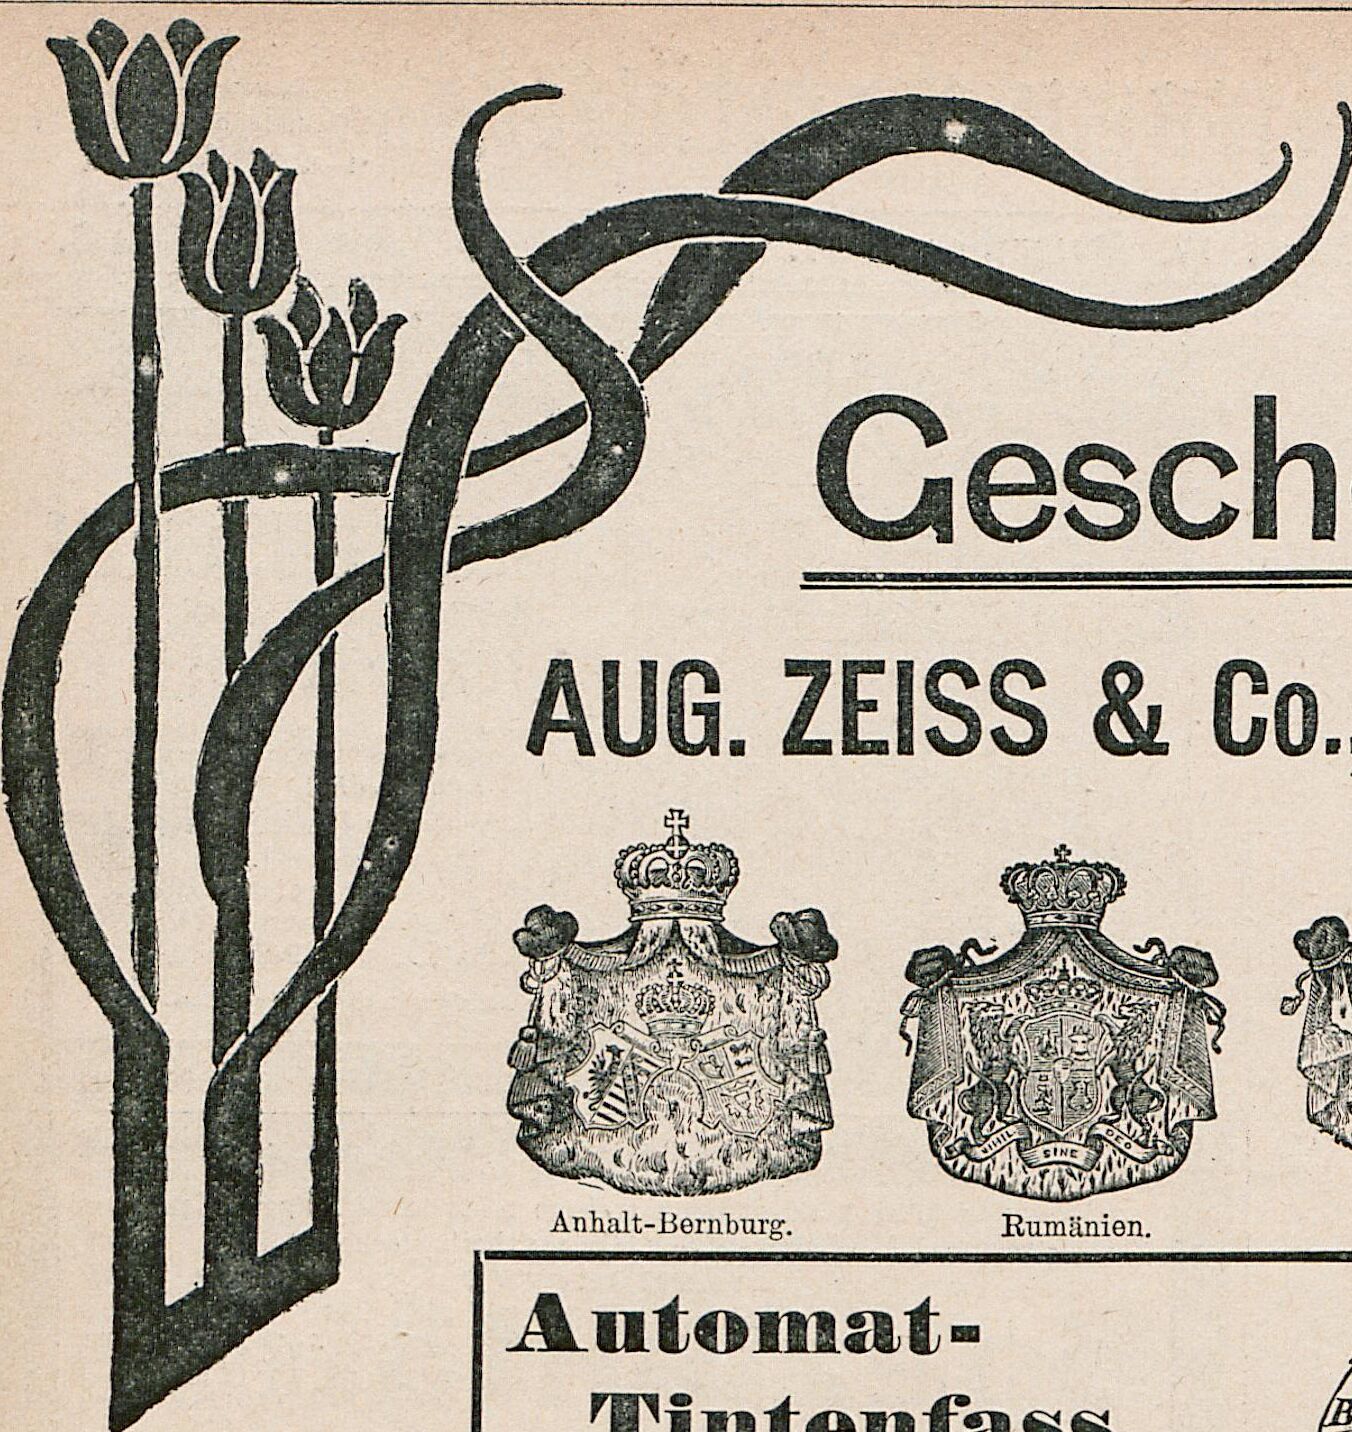 Gesch
AUG. ZEISS & Co.,
NIHIL SINE DEO
Anhalt-Bernburg.
Rumänien.
Automat-
Tintenfass
B